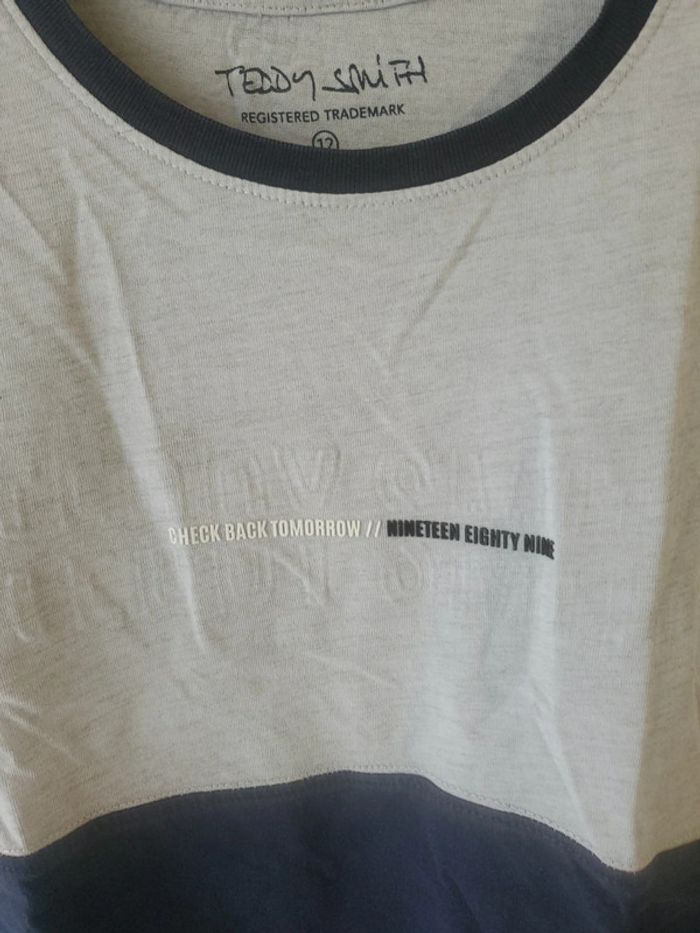 TEDDY SMITH
REGISTERED TRADEMARK
12
CHECK BACK TOMORROW // NINETEEN EIGHTY NINE